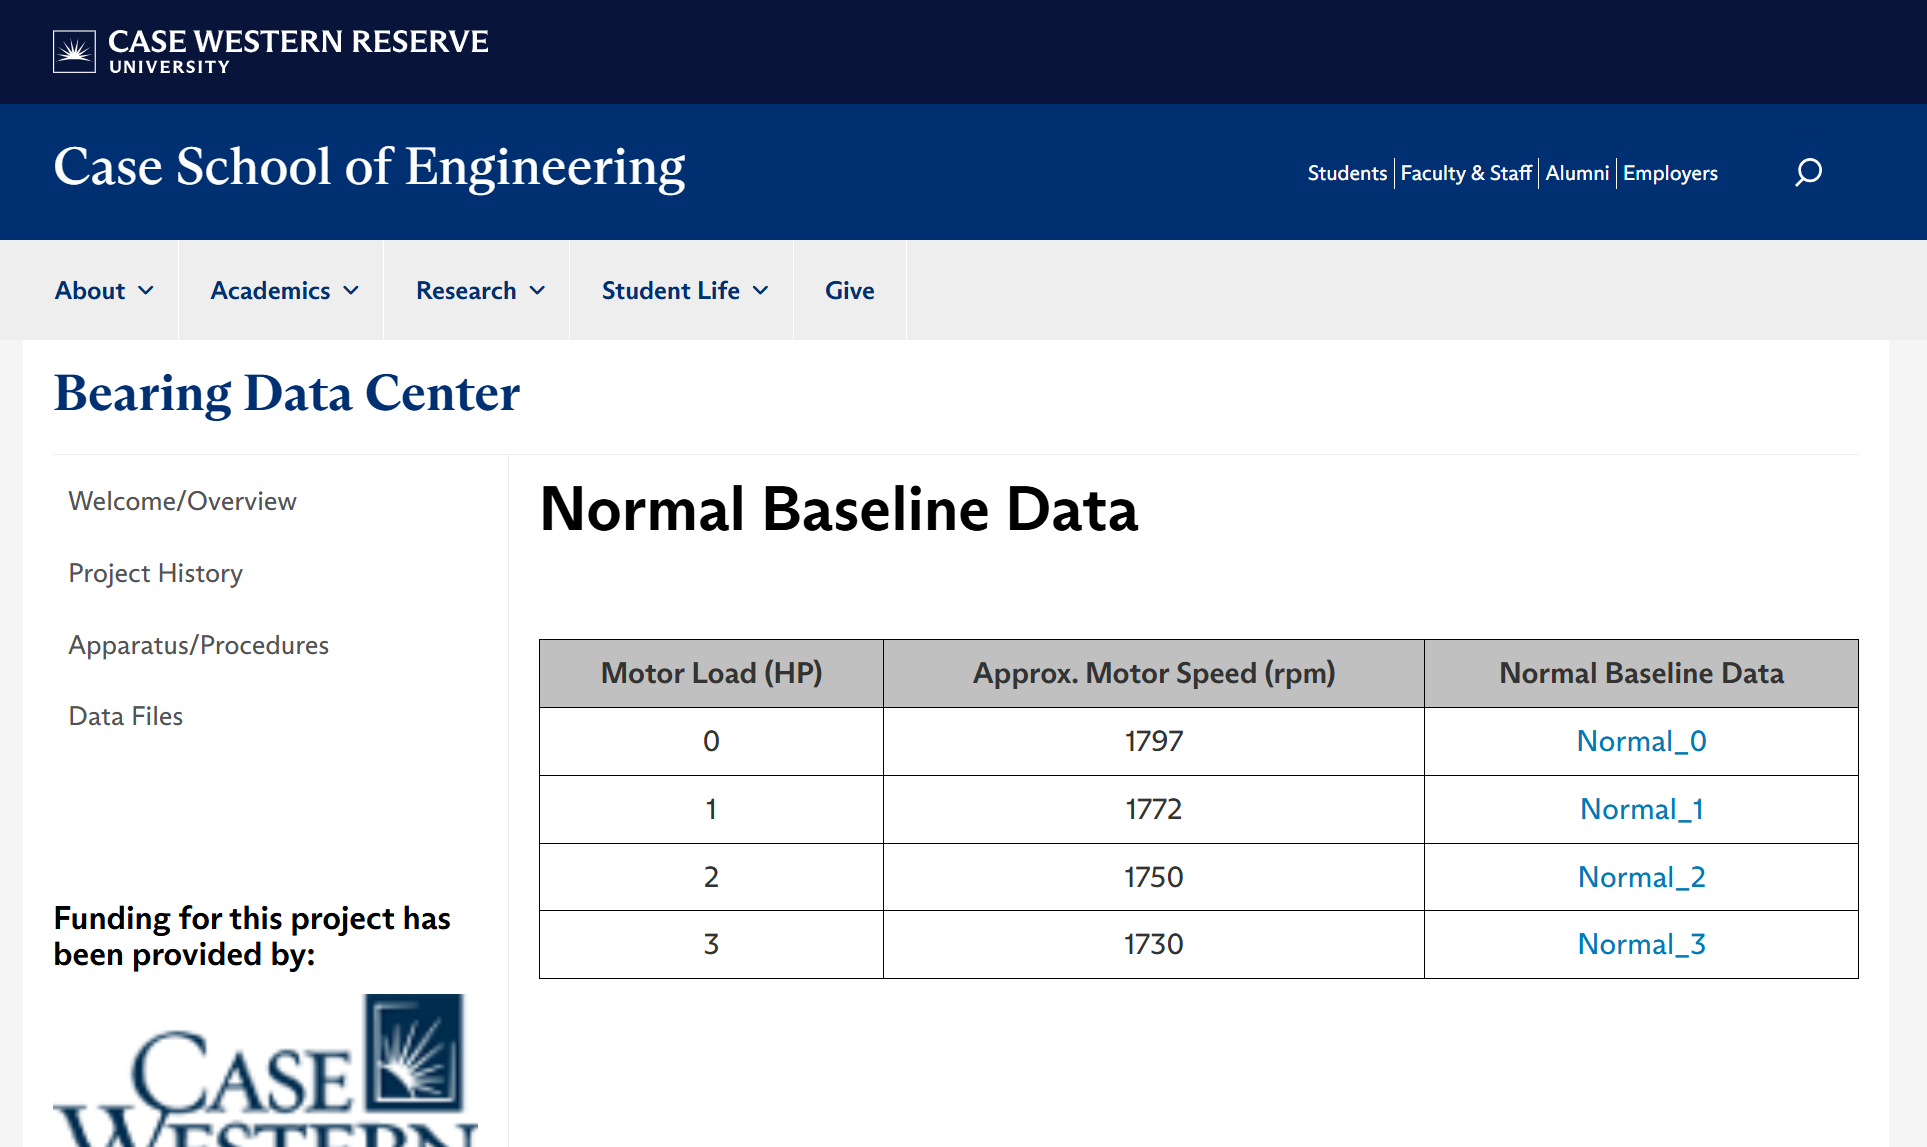 CASE WESTERN RESERVE
UNIVERSITY
Case School of Engineering
Students Faculty & Staff Alumni Employers
About Academics Research Student Life Give
Bearing Data Center
Welcome/Overview
Project History
Apparatus/Procedures
Data Files
Funding for this project has
been provided by:
CASE
WESTERN
Normal Baseline Data
Motor Load (HP) Approx. Motor Speed (rpm) Normal Baseline Data
0 1797 Normal_0
1 1772 Normal_1
2 1750 Normal_2
3 1730 Normal_3